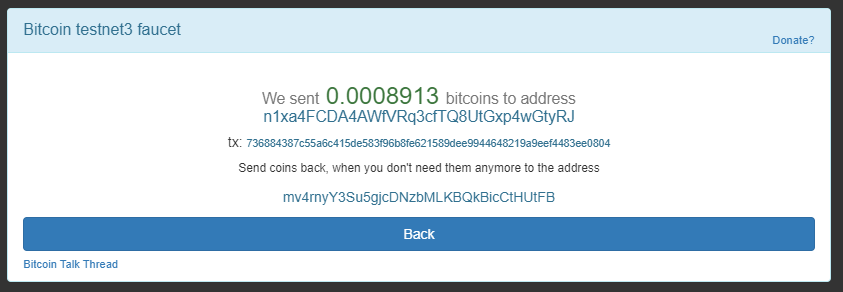 Bitcoin testnet3 faucet
Donate?
We sent 0.0008913 bitcoins to address
n1xa4FCDA4AWfVRq3cfTQ8UtGxp4wGtyRJ
tx: 736884387c55a6c415de583f96b8fe621589dee9944648219a9eef4483ee0804
Send coins back, when you don't need them anymore to the address
mv4rnyY3Su5gjcDNzbMLKBQkBicCtHUtFB
Back
Bitcoin Talk Thread